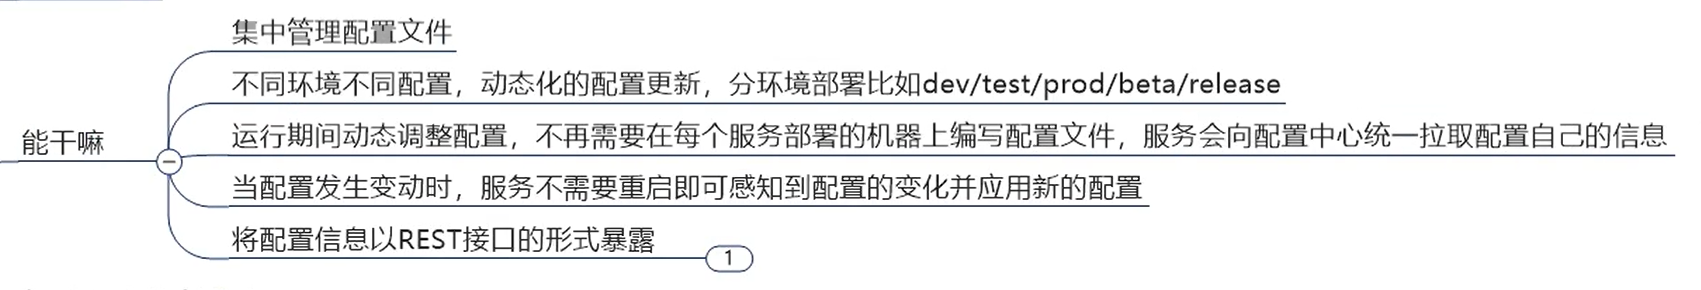 集中管理配置文件
不同环境不同配置，动态化的配置更新，分环境部署比如dev/test/prod/beta/release
能干嘛
运行期间动态调整配置，不再需要在每个服务部署的机器上编写配置文件，服务会向配置中心统一拉取配置自己的信息
当配置发生变动时，服务不需要重启即可感知到配置的变化并应用新的配置
将配置信息以REST接口的形式暴露
1